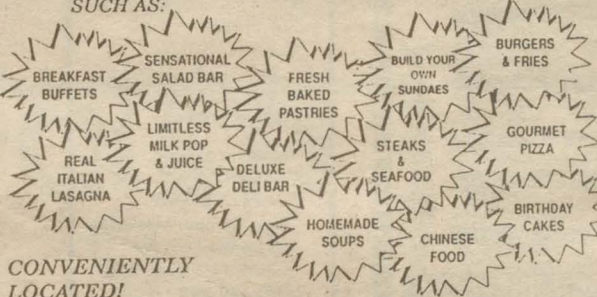 SUCH AS:
BREAKFAST
BUFFETS
SENSATIONAL
SALAD BAR
FRESH
BAKED
PASTRIES
BUILD YOUR
OWN
SUNDAES
BURGERS
& FRIES
REAL
ITALIAN
LASAGNA
LIMITLESS
MILK POP
& JUICE
DELUXE
DELI BAR
STEAKS
&
SEAFOOD
GOURMET
PIZZA
HOMEMADE
SOUPS
CHINESE
FOOD
BIRTHDAY
CAKES
CONVENIENTLY
LOCATED!